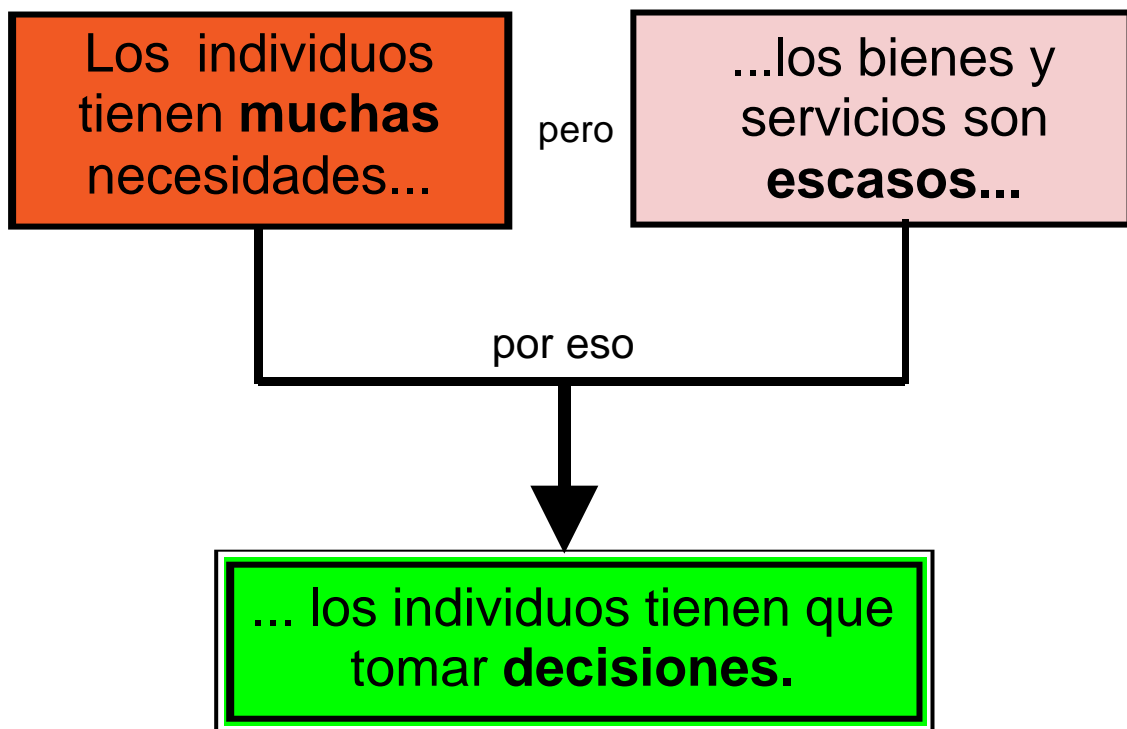 Los individuos
tienen muchas
necesidades...
pero
...los bienes y
servicios son
escasos...
por eso
... los individuos tienen que
tomar decisiones.